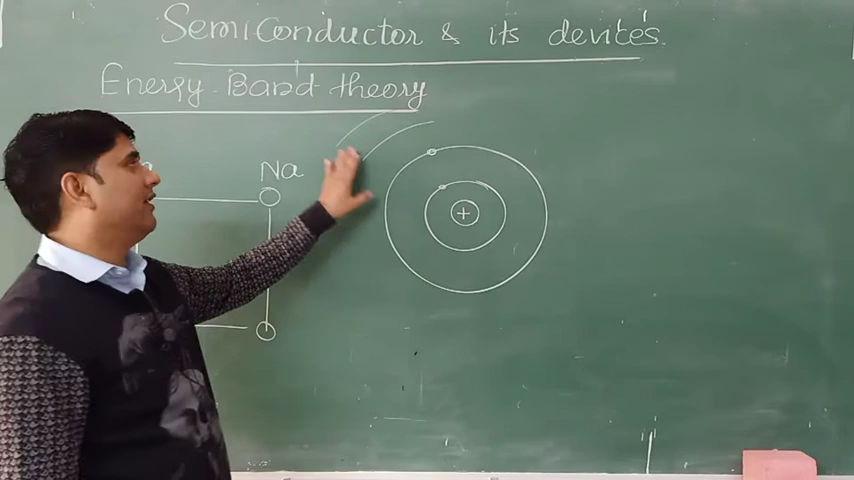 SemiConductor & its devices.
Energy Band theory
Na
+